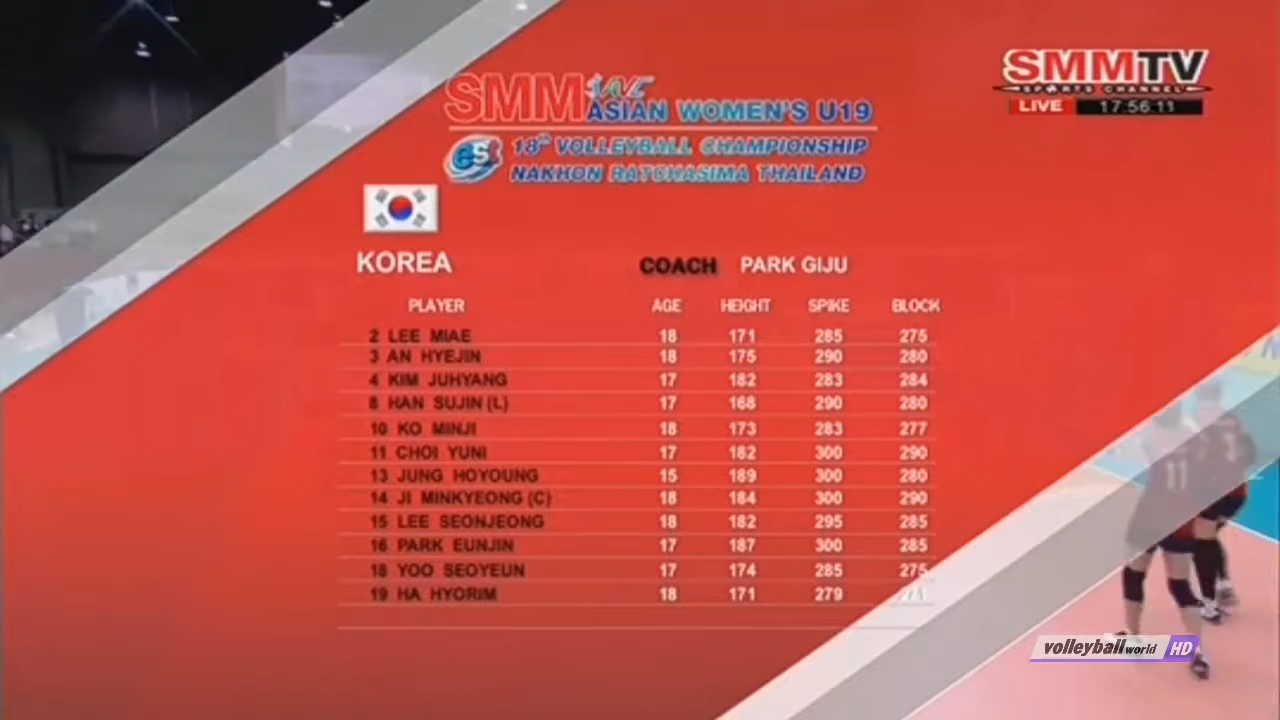 SMMTV
SPORTS CHANNEL
LIVE 17:56:11
SMM AVC
ASIAN WOMEN'S U19
est 18th VOLLEYBALL CHAMPIONSHIP
NAKHON RATCHASIMA THAILAND
KOREA COACH PARK GIJU
PLAYER AGE HEIGHT SPIKE BLOCK
2 LEE MIAE 18 171 285 275
3 AN HYEJIN 18 175 290 280
4 KIM JUHYANG 17 182 283 284
8 HAN SUJIN (L) 17 168 290 280
10 KO MINJI 18 173 283 277
11 CHOI YUNI 17 182 300 290
13 JUNG HOYOUNG 15 189 300 280
14 JI MINKYEONG (C) 18 184 300 290
15 LEE SEONJEONG 18 182 295 285
16 PARK EUNJIN 17 187 300 285
18 YOO SEOYEUN 17 174 285 275
19 HA HYORIM 18 171 279
11
volleyballworld HD